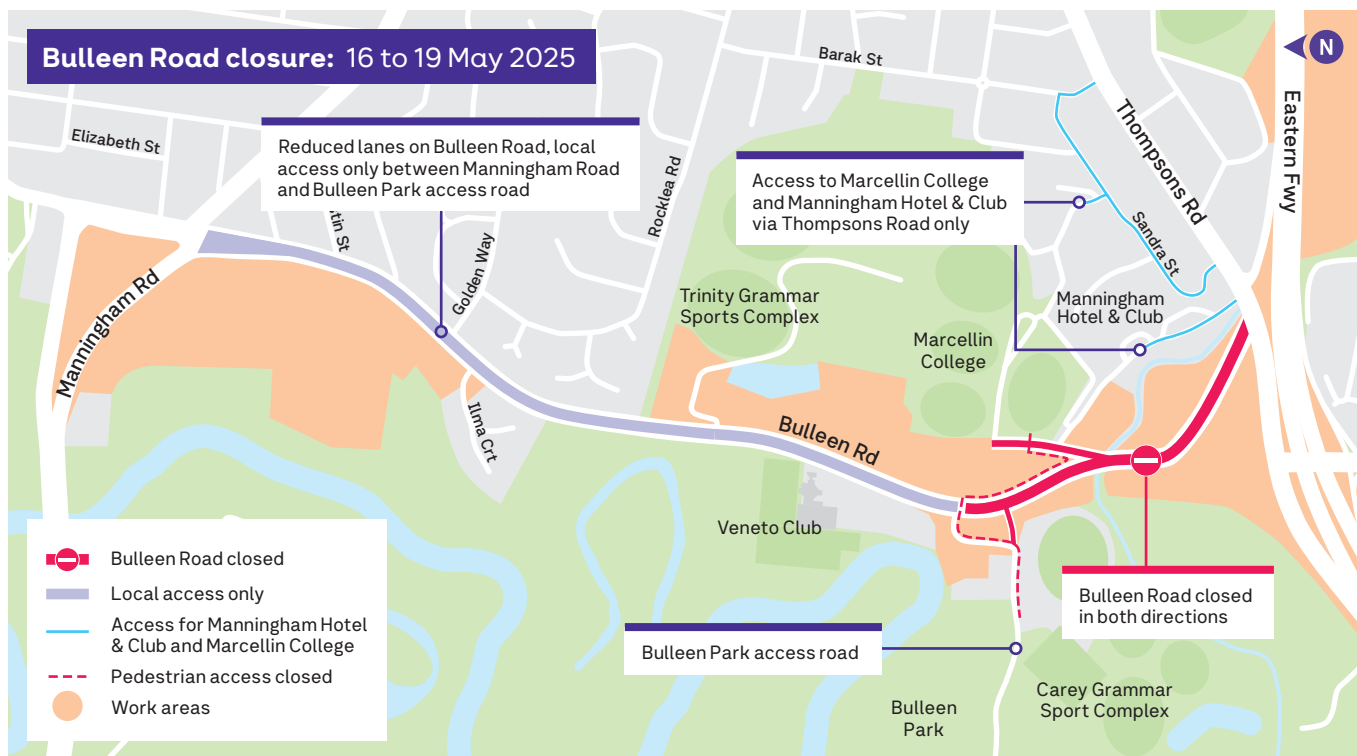 Bulleen Road closure: 16 to 19 May 2025
N
Barak St
Elizabeth St
Reduced lanes on Bulleen Road, local
access only between Manningham Road
and Bulleen Park access road
Rocklea Rd
Access to Marcellin College
and Manningham Hotel & Club
via Thompsons Road only
Thompsons Rd
Eastern Fwy
tin St
Golden Way
Sandra St
Manningham Rd
Trinity Grammar
Sports Complex
Manningham
Hotel & Club
Marcellin
College
Ilma Crt
Bulleen Rd
Veneto Club
Bulleen Road closed
in both directions
Bulleen Park access road
Bulleen
Park
Carey Grammar
Sport Complex
Bulleen Road closed
Local access only
Access for Manningham Hotel
& Club and Marcellin College
Pedestrian access closed
Work areas